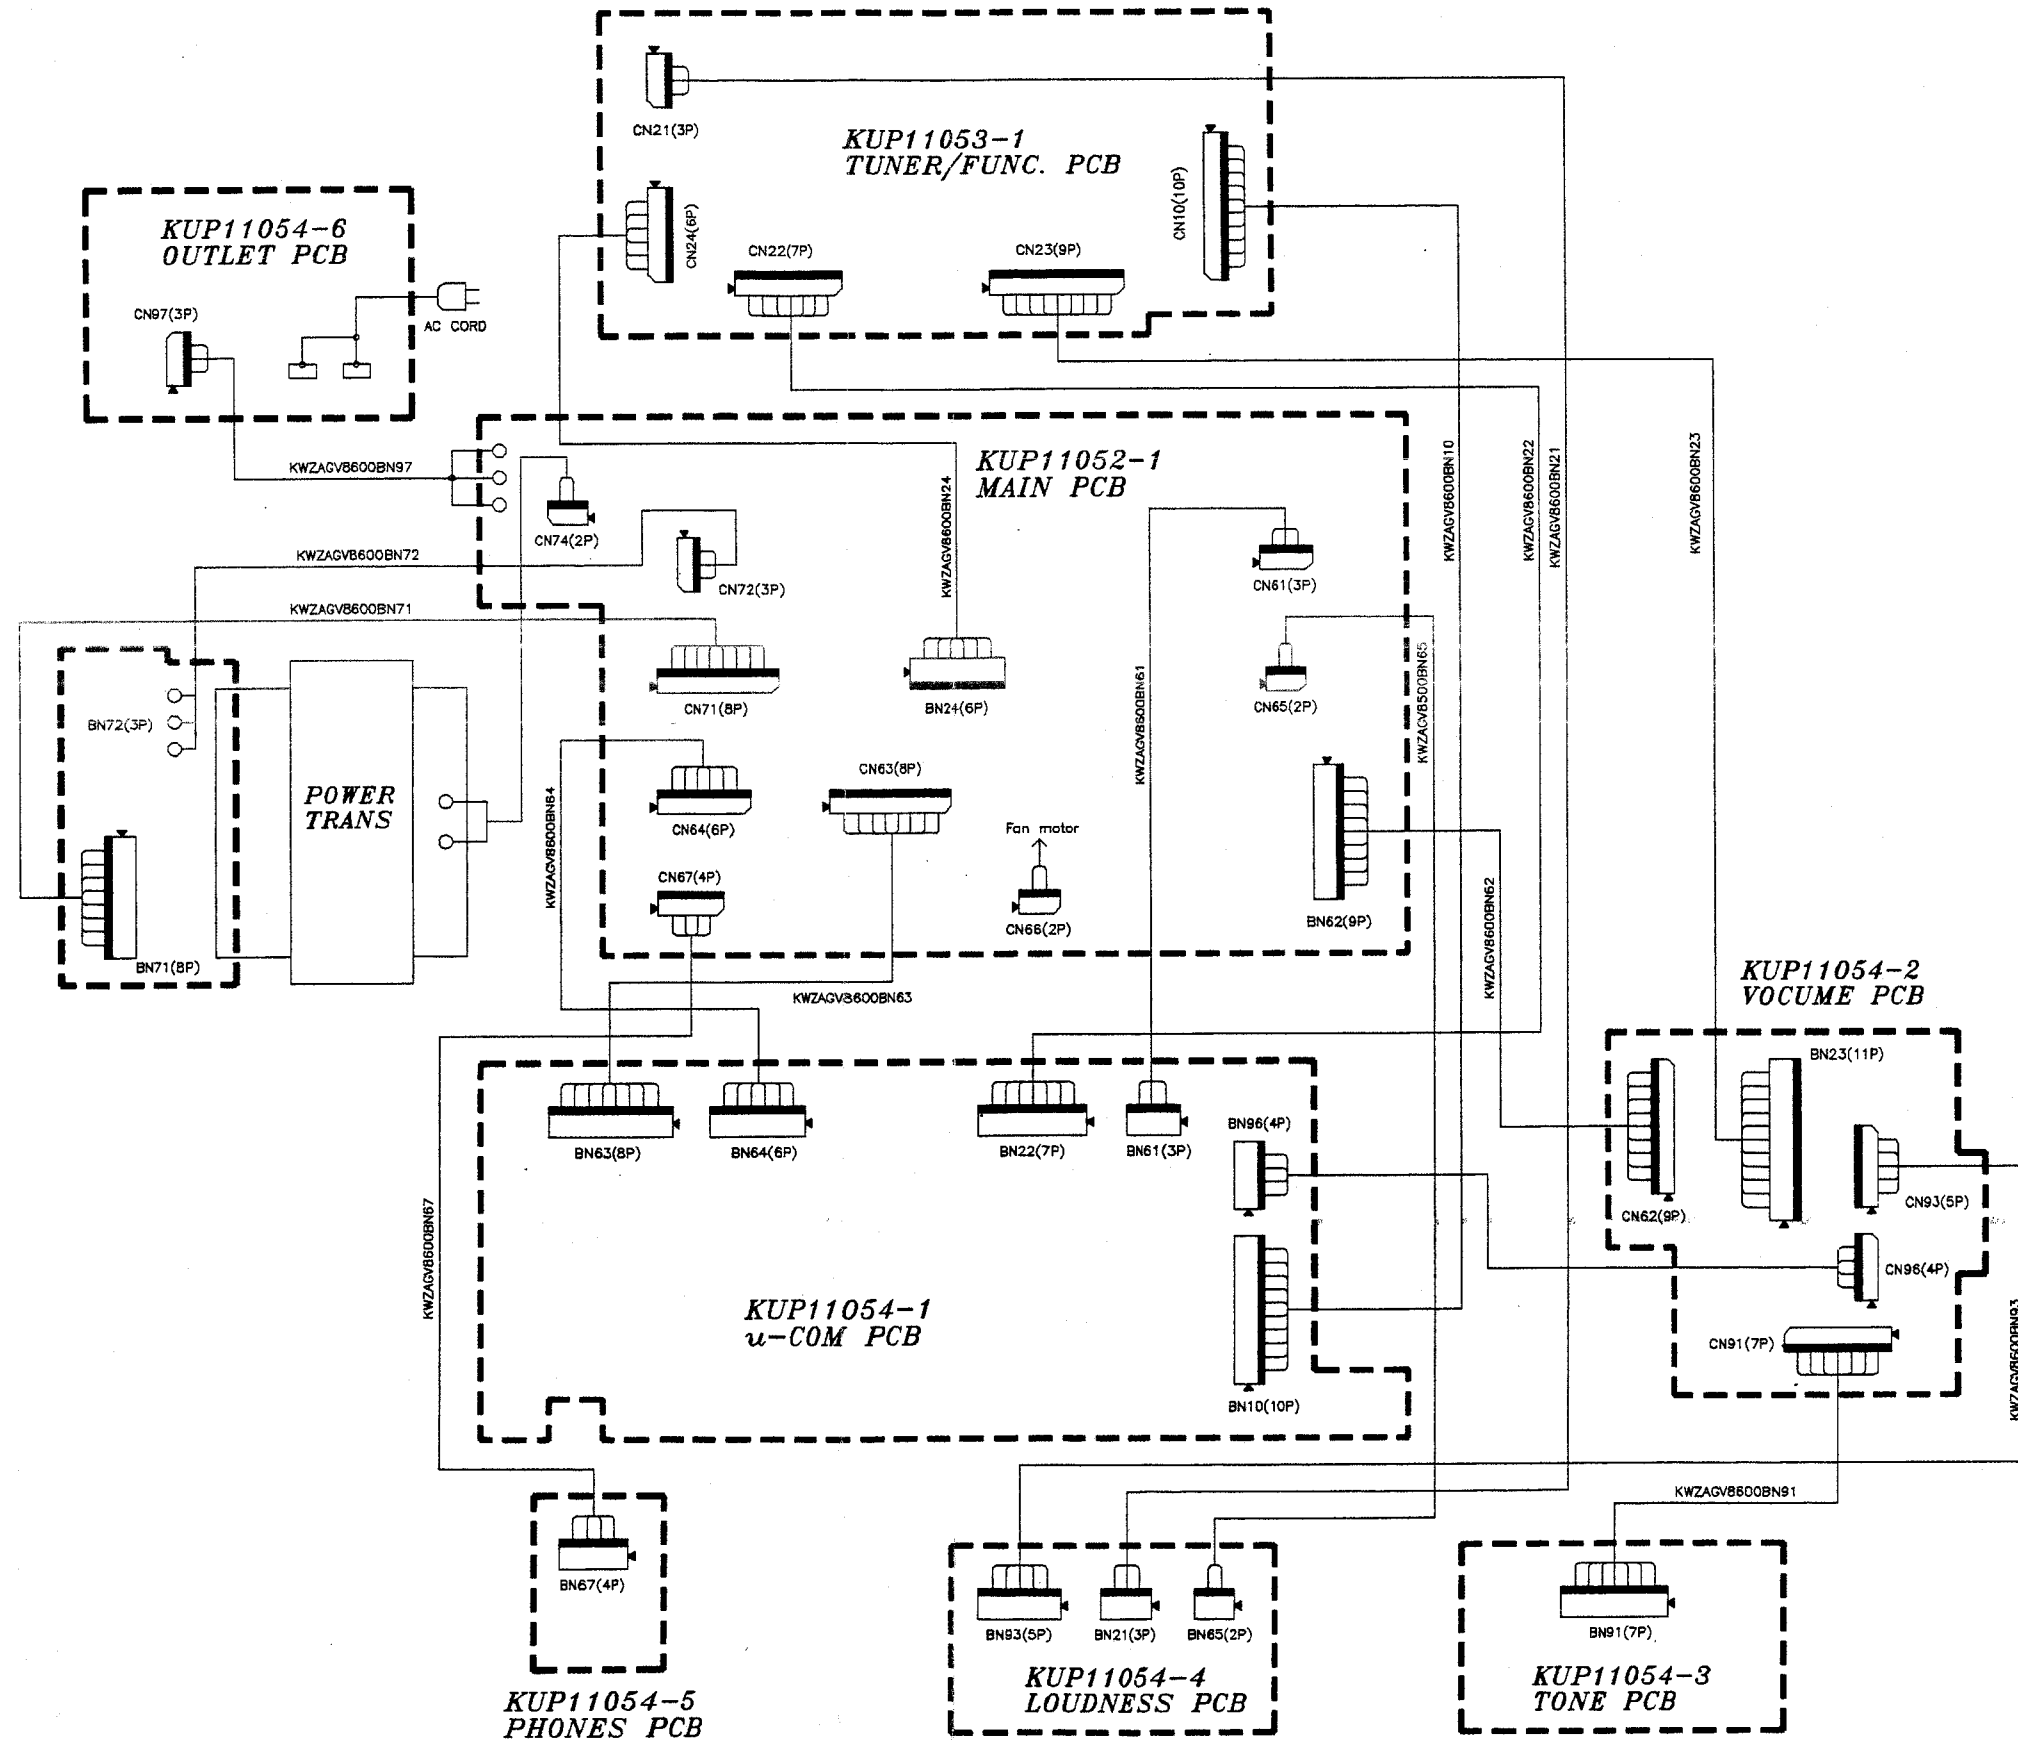 CN21(3P)
KUP11053-1
TUNER/FUNC. PCB
CN10(10P)
CN24(6P)
CN22(7P)
CN23(9P)
KUP11054-6
OUTLET PCB
CN97(3P)
AC CORD
KWZAGV8600BN97
KUP11052-1
MAIN PCB
CN74(2P)
KWZAGV8600BN72
CN72(3P)
KWZAGV8600BN24
CN61(3P)
KWZAGV8600BN10
KWZAGV8600BN22
KWZAGV8600BN21
KWZAGV8600BN23
KWZAGV8600BN71
CN71(8P)
BN24(6P)
KWZAGV8600BN61
CN65(2P)
KWZAGV8500BN65
BN72(3P)
POWER
TRANS
KWZAGV8600BN64
CN64(6P)
CN63(8P)
Fan motor
CN67(4P)
CN66(2P)
BN62(9P)
KWZAGV8600BN62
BN71(8P)
KWZAGV8600BN63
KUP11054-2
VOCUME PCB
BN23(11P)
BN63(8P)
BN64(6P)
BN22(7P)
BN61(3P)
BN96(4P)
CN62(9P)
CN93(5P)
CN96(4P)
KWZAGV8600BN67
KUP11054-1
u-COM PCB
BN10(10P)
CN91(7P)
KWZAGV8600BN93
KWZAGV8600BN91
BN67(4P)
KUP11054-5
PHONES PCB
BN93(5P)
BN21(3P)
BN65(2P)
KUP11054-4
LOUDNESS PCB
BN91(7P)
KUP11054-3
TONE PCB